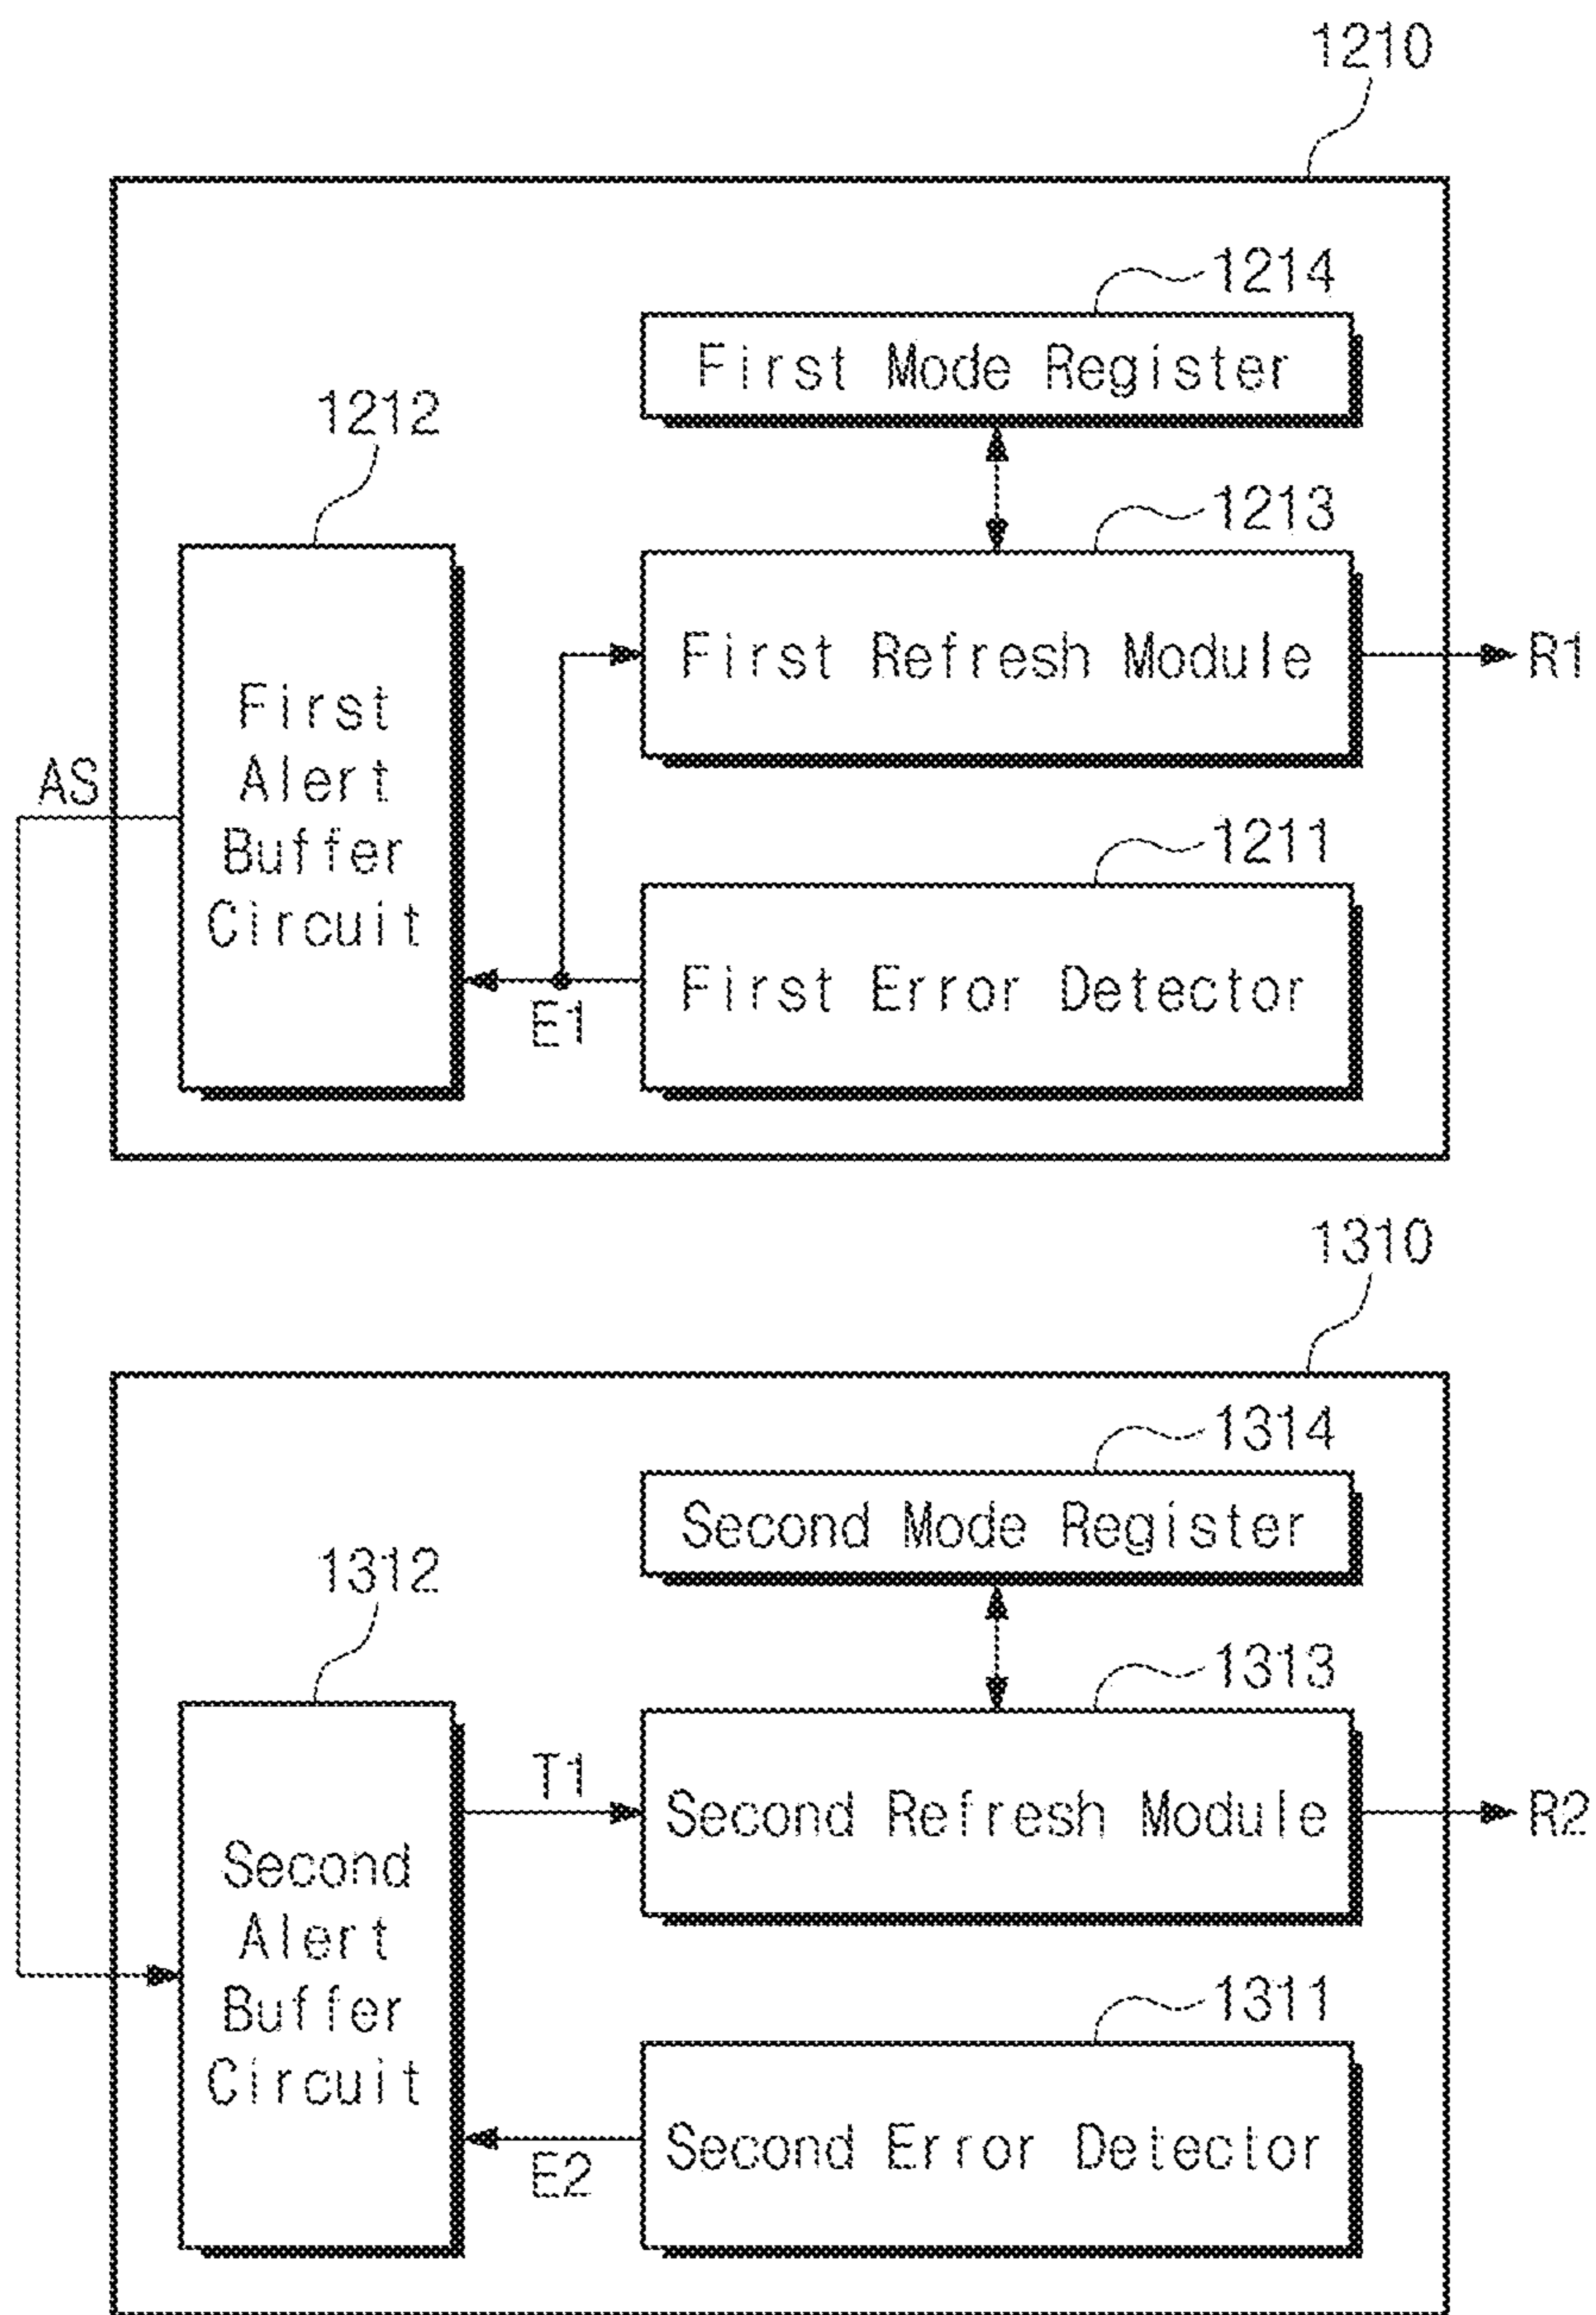 1210
1214
First Mode Register
1212
1213
First Refresh Module
R1
First
Alert
Buffer
Circuit
AS
1211
First Error Detector
E1
1310
1314
Second Mode Register
1312
1313
T1
Second Refresh Module
R2
Second
Alert
Buffer
Circuit
1311
Second Error Detector
E2